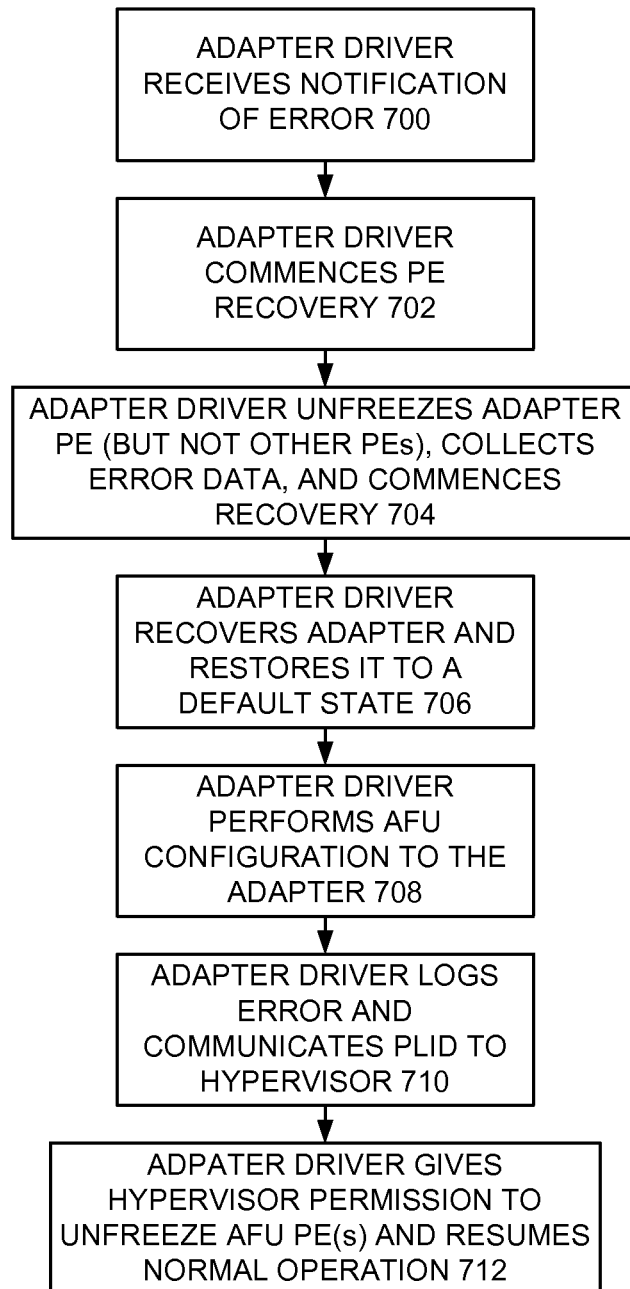 ADAPTER DRIVER
RECEIVES NOTIFICATION
OF ERROR 700
ADAPTER DRIVER
COMMENCES PE
RECOVERY 702
ADAPTER DRIVER UNFREEZES ADAPTER
PE (BUT NOT OTHER PEs), COLLECTS
ERROR DATA, AND COMMENCES
RECOVERY 704
ADAPTER DRIVER
RECOVERS ADAPTER AND
RESTORES IT TO A
DEFAULT STATE 706
ADAPTER DRIVER
PERFORMS AFU
CONFIGURATION TO THE
ADAPTER 708
ADAPTER DRIVER LOGS
ERROR AND
COMMUNICATES PLID TO
HYPERVISOR 710
ADPATER DRIVER GIVES
HYPERVISOR PERMISSION TO
UNFREEZE AFU PE(s) AND RESUMES
NORMAL OPERATION 712